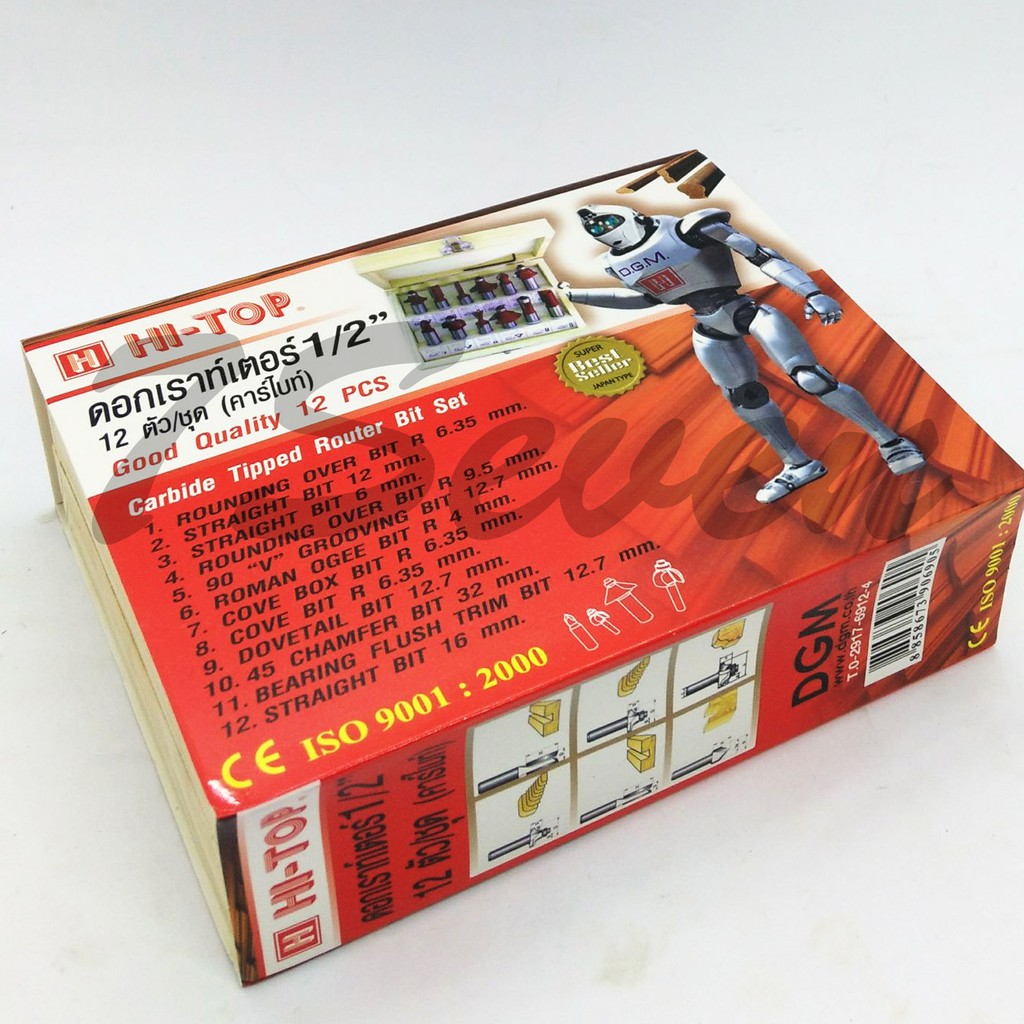 H HI-TOP®
ดอกเราท์เตอร์ 1/2”
12 ตัว/ชุด (คาร์ไบท์)
Good Quality 12 PCS
Carbide Tipped Router Bit Set
1. ROUNDING OVER BIT R 6.35 mm.
2. STRAIGHT BIT 12 mm.
3. STRAIGHT BIT 6 mm.
4. ROUNDING OVER BIT R 9.5 mm.
5. 90 “V” GROOVING BIT 12.7 mm.
6. ROMAN OGEE BIT R 4 mm.
7. COVE BOX BIT R 6.35 mm.
8. COVE BIT R 6.35 mm.
9. DOVETAIL BIT 12.7 mm.
10. 45 CHAMFER BIT 32 mm.
11. BEARING FLUSH TRIM BIT 12.7 mm.
12. STRAIGHT BIT 16 mm.
CE ISO 9001 : 2000
D.G.M.
H
SUPER
Best
Seller
JAPAN TYPE
7Seven
H HI-TOP®
ดอกเราท์เตอร์ 1/2”
12 ตัว/ชุด (คาร์ไบท์)
DGM
www.dgm.co.th
T.0-2917-6912-4
8 858673 906905
CE ISO 9001 : 2000